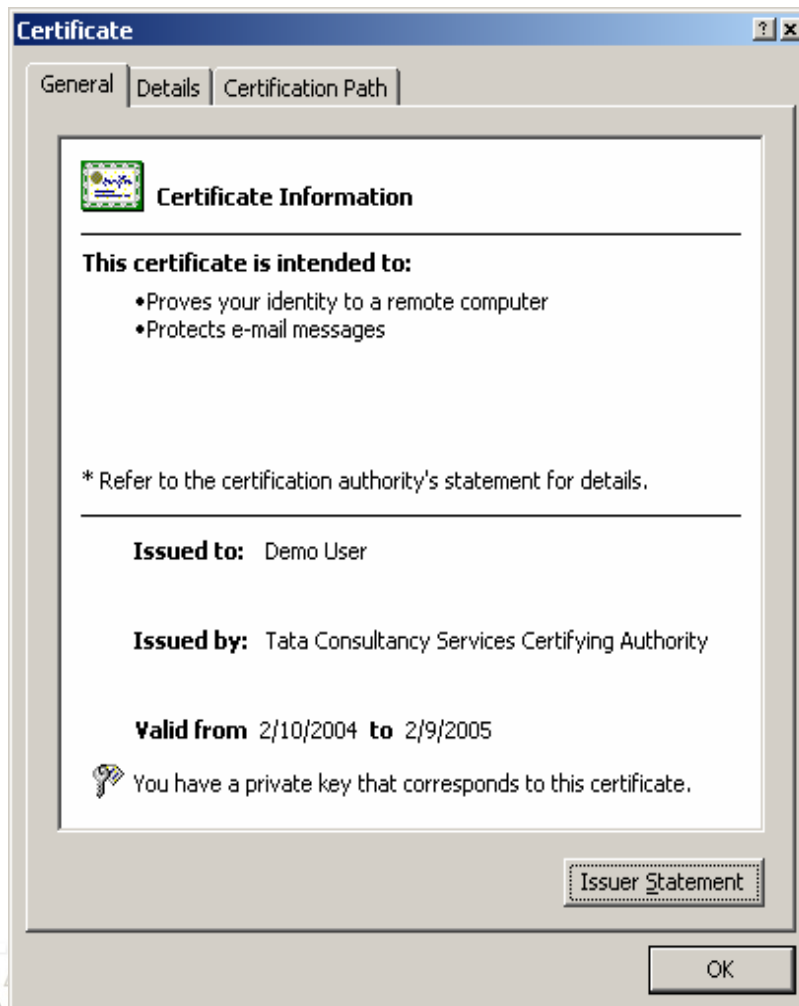 Certificate
General Details Certification Path
Certificate Information
This certificate is intended to:
•Proves your identity to a remote computer
•Protects e-mail messages
* Refer to the certification authority's statement for details.
Issued to: Demo User
Issued by: Tata Consultancy Services Certifying Authority
Valid from 2/10/2004 to 2/9/2005
You have a private key that corresponds to this certificate.
Issuer Statement
OK